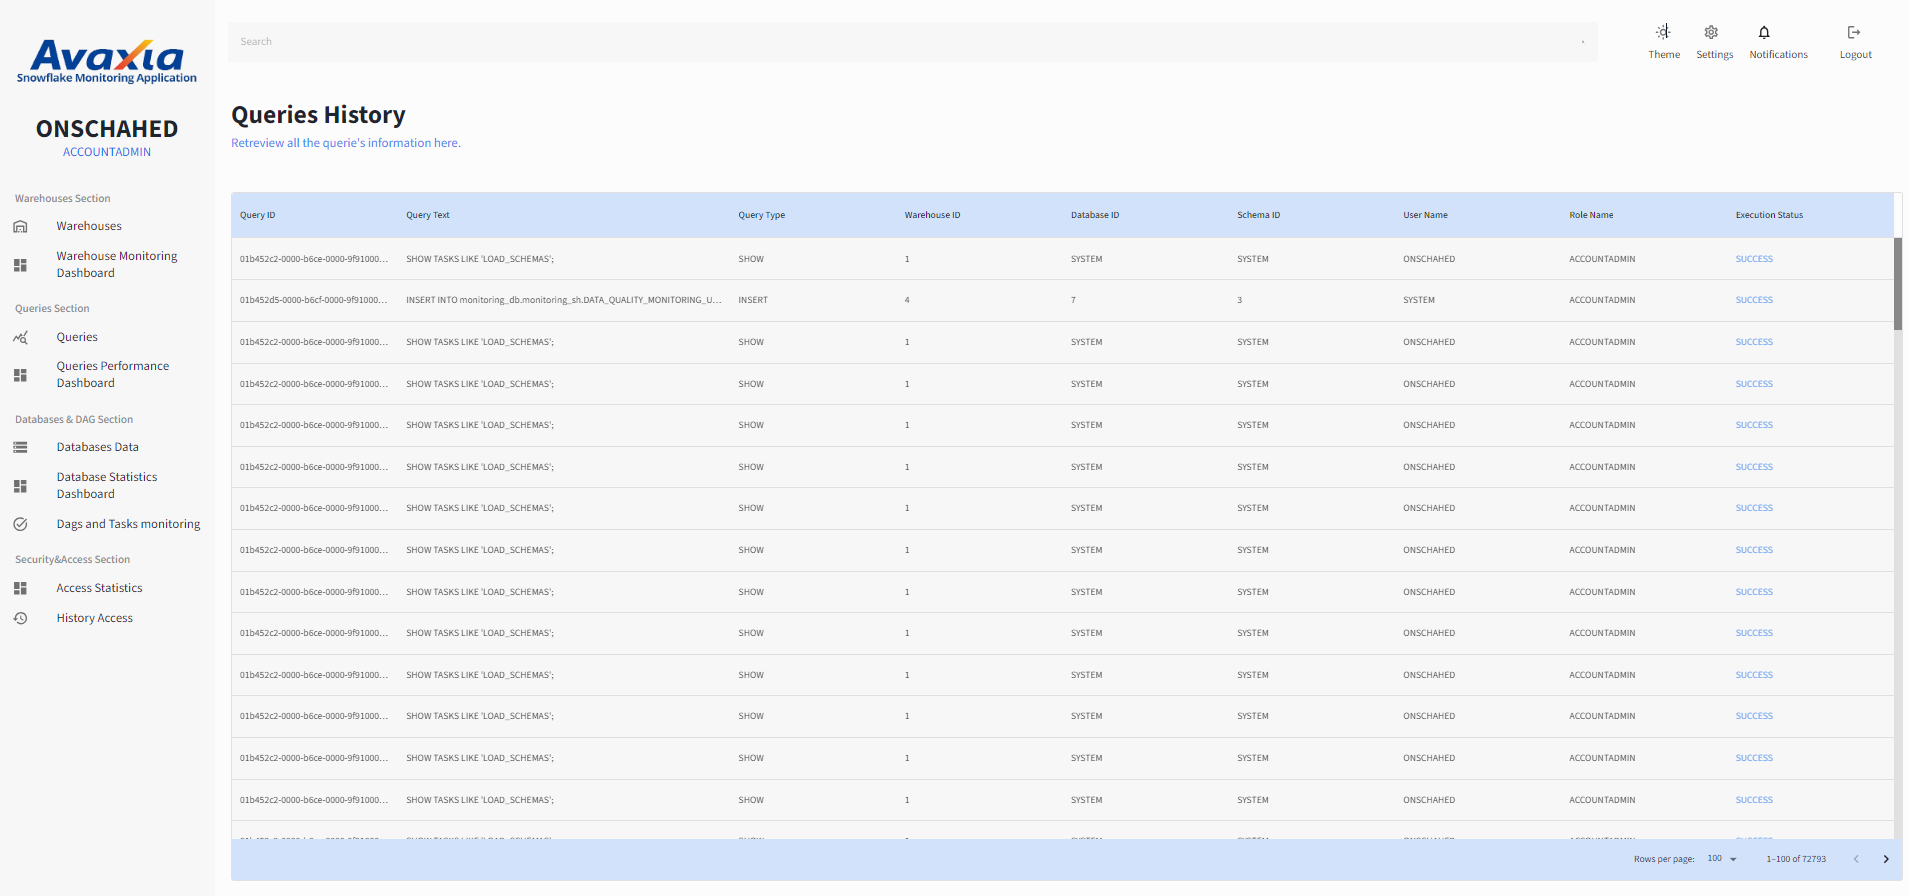 Avaxia
Snowflake Monitoring Application
ONSCHAHED
ACCOUNTADMIN
Warehouses Section
Warehouses
Warehouse Monitoring
Dashboard
Queries Section
Queries
Queries Performance
Dashboard
Databases & DAG Section
Databases Data
Database Statistics
Dashboard
Dags and Tasks monitoring
Security&Access Section
Access Statistics
History Access
Search
Theme Settings Notifications Logout
Queries History
Retreview all the querie's information here.
Query ID Query Text Query Type Warehouse ID Database ID Schema ID User Name Role Name Execution Status
01b452c2-0000-b6ce-0000-9f91000... SHOW TASKS LIKE 'LOAD_SCHEMAS'; SHOW 1 SYSTEM SYSTEM ONSCHAHED ACCOUNTADMIN SUCCESS
01b452d5-0000-b6cf-0000-9f91000... INSERT INTO monitoring_db.monitoring_sh.DATA_QUALITY_MONITORING_U... INSERT 4 7 3 SYSTEM ACCOUNTADMIN SUCCESS
01b452c2-0000-b6ce-0000-9f91000... SHOW TASKS LIKE 'LOAD_SCHEMAS'; SHOW 1 SYSTEM SYSTEM ONSCHAHED ACCOUNTADMIN SUCCESS
01b452c2-0000-b6ce-0000-9f91000... SHOW TASKS LIKE 'LOAD_SCHEMAS'; SHOW 1 SYSTEM SYSTEM ONSCHAHED ACCOUNTADMIN SUCCESS
01b452c2-0000-b6ce-0000-9f91000... SHOW TASKS LIKE 'LOAD_SCHEMAS'; SHOW 1 SYSTEM SYSTEM ONSCHAHED ACCOUNTADMIN SUCCESS
01b452c2-0000-b6ce-0000-9f91000... SHOW TASKS LIKE 'LOAD_SCHEMAS'; SHOW 1 SYSTEM SYSTEM ONSCHAHED ACCOUNTADMIN SUCCESS
01b452c2-0000-b6ce-0000-9f91000... SHOW TASKS LIKE 'LOAD_SCHEMAS'; SHOW 1 SYSTEM SYSTEM ONSCHAHED ACCOUNTADMIN SUCCESS
01b452c2-0000-b6ce-0000-9f91000... SHOW TASKS LIKE 'LOAD_SCHEMAS'; SHOW 1 SYSTEM SYSTEM ONSCHAHED ACCOUNTADMIN SUCCESS
01b452c2-0000-b6ce-0000-9f91000... SHOW TASKS LIKE 'LOAD_SCHEMAS'; SHOW 1 SYSTEM SYSTEM ONSCHAHED ACCOUNTADMIN SUCCESS
01b452c2-0000-b6ce-0000-9f91000... SHOW TASKS LIKE 'LOAD_SCHEMAS'; SHOW 1 SYSTEM SYSTEM ONSCHAHED ACCOUNTADMIN SUCCESS
01b452c2-0000-b6ce-0000-9f91000... SHOW TASKS LIKE 'LOAD_SCHEMAS'; SHOW 1 SYSTEM SYSTEM ONSCHAHED ACCOUNTADMIN SUCCESS
01b452c2-0000-b6ce-0000-9f91000... SHOW TASKS LIKE 'LOAD_SCHEMAS'; SHOW 1 SYSTEM SYSTEM ONSCHAHED ACCOUNTADMIN SUCCESS
01b452c2-0000-b6ce-0000-9f91000... SHOW TASKS LIKE 'LOAD_SCHEMAS'; SHOW 1 SYSTEM SYSTEM ONSCHAHED ACCOUNTADMIN SUCCESS
01b452c2-0000-b6ce-0000-9f91000... SHOW TASKS LIKE 'LOAD_SCHEMAS'; SHOW 1 SYSTEM SYSTEM ONSCHAHED ACCOUNTADMIN SUCCESS
Rows per page: 100 1–100 of 72793